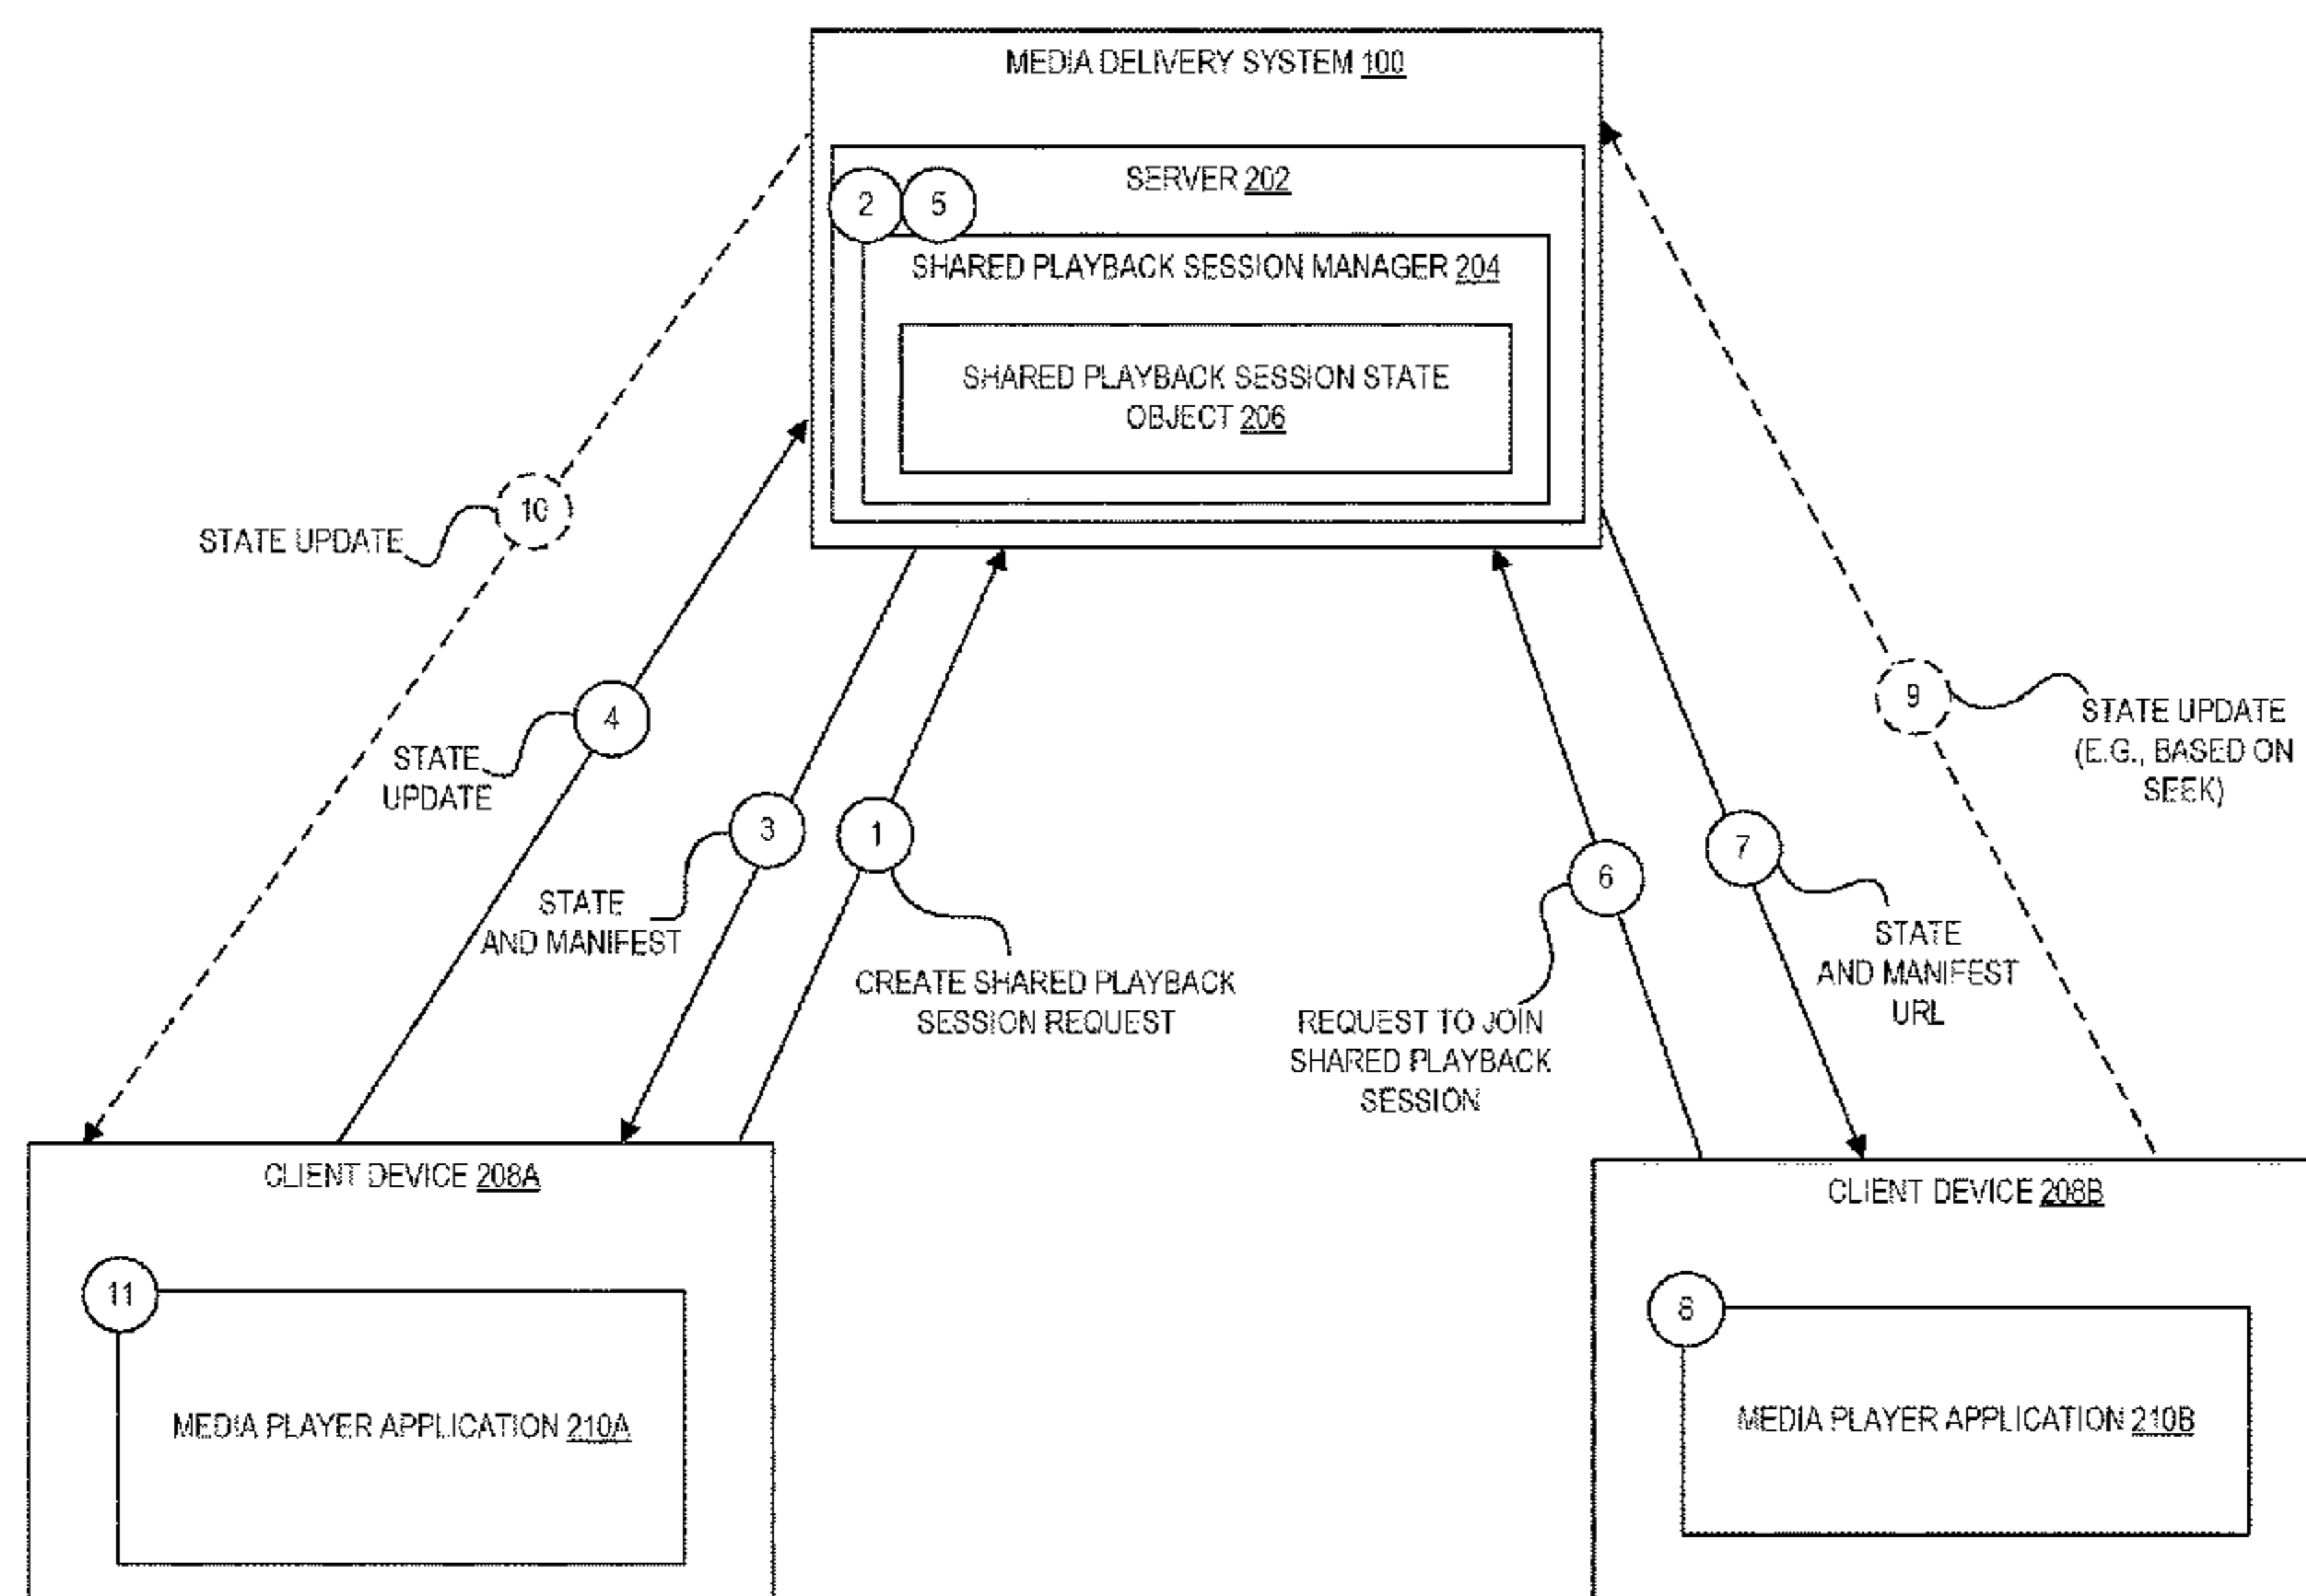 MEDIA DELIVERY SYSTEM 100
SERVER 202
2
5
SHARED PLAYBACK SESSION MANAGER 204
SHARED PLAYBACK SESSION STATE
OBJECT 206
10
STATE UPDATE
4
STATE
UPDATE
3
STATE
AND MANIFEST
1
CREATE SHARED PLAYBACK
SESSION REQUEST
6
REQUEST TO JOIN
SHARED PLAYBACK
SESSION
7
STATE
AND MANIFEST
URL
9
STATE UPDATE
(E.G., BASED ON
SEEK)
CLIENT DEVICE 208A
11
MEDIA PLAYER APPLICATION 210A
CLIENT DEVICE 208B
8
MEDIA PLAYER APPLICATION 210B